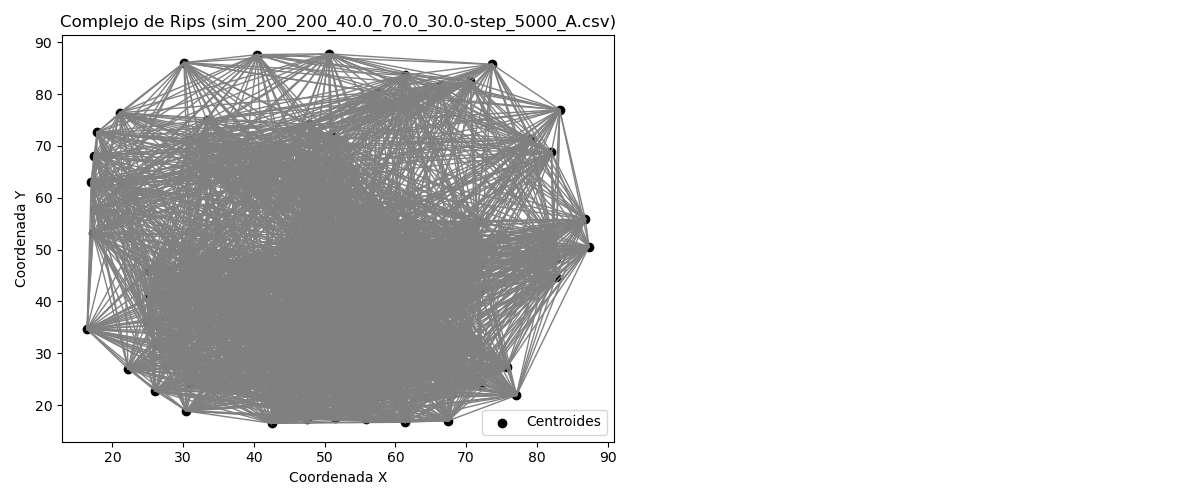 Complejo de Rips (sim_200_200_40.0_70.0_30.0-step_5000_A.csv)
90
80
70
60
50
40
30
20
Coordenada Y
Centroides
20 30 40 50 60 70 80 90
Coordenada X